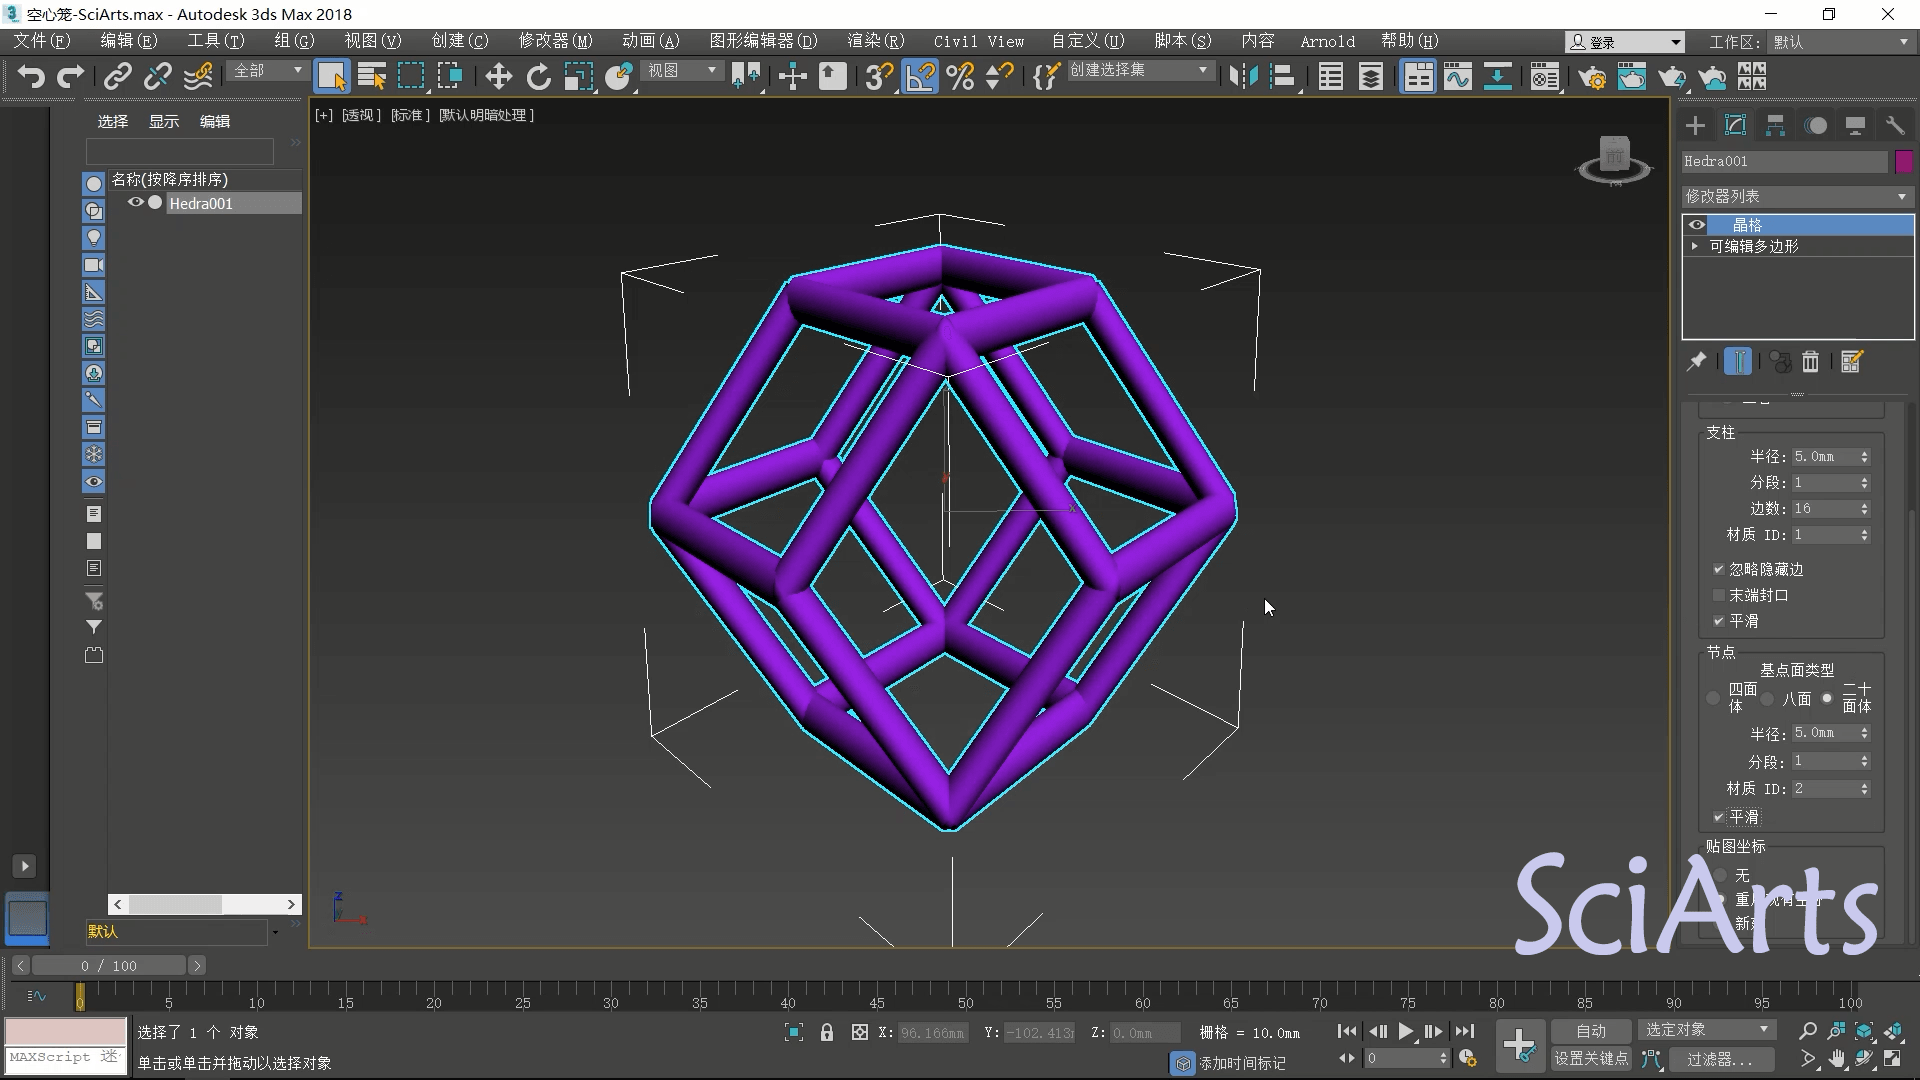 空心笼-SciArts.max - Autodesk 3ds Max 2018
文件(F) 编辑(E) 工具(T) 组(G) 视图(V) 创建(C) 修改器(M) 动画(A) 图形编辑器(D) 渲染(R) Civil View 自定义(U) 脚本(S) 内容 Arnold 帮助(H) 登录 工作区: 默认
全部 视图 创建选择集
选择 显示 编辑
[+] [透视] [标准] [默认明暗处理]
名称(按降序排序)
Hedra001
前
Hedra001
修改器列表
晶格
可编辑多边形
支柱
半径: 5.0mm
分段: 1
边数: 16
材质 ID: 1
忽略隐藏边
末端封口
平滑
节点
基点面类型
四面体 八面 二十面体
半径: 5.0mm
分段: 1
材质 ID: 2
平滑
贴图坐标
无
SciArts
x
z
x
默认
0 / 100
0 5 10 15 20 25 30 35 40 45 50 55 60 65 70 75 80 85 90 95 100
选择了 1 个 对象
X: 96.166mm Y: -102.413 Z: 0.0mm 栅格 = 10.0mm
自动 选定对象
MAXScript 迷
单击或单击并拖动以选择对象
添加时间标记
0
设置关键点 过滤器...